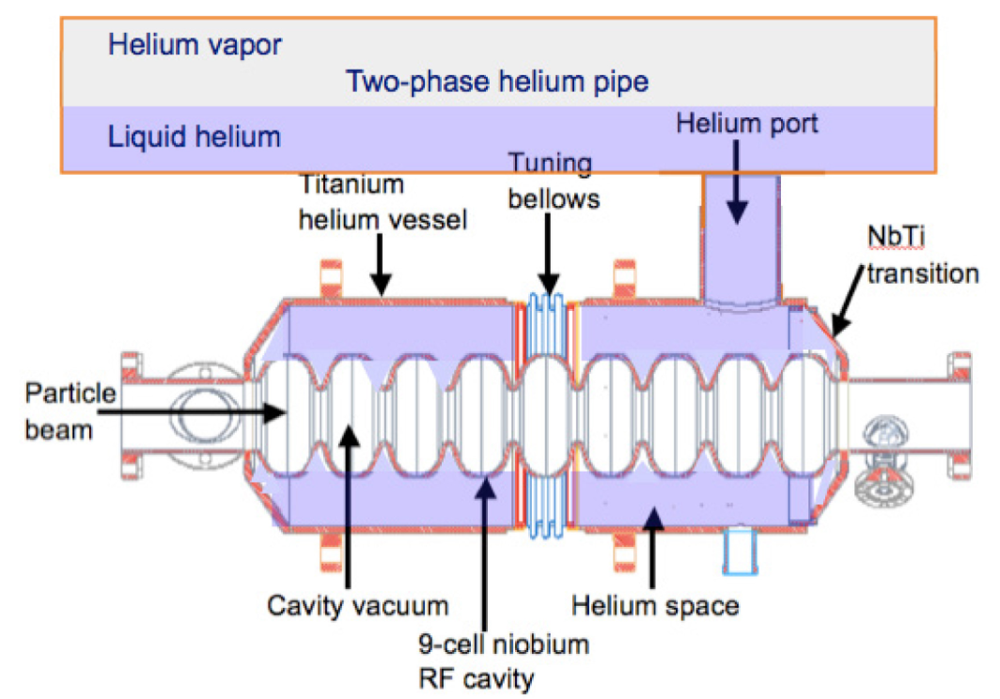 Helium vapor
Two-phase helium pipe
Helium port
Liquid helium
Tuning
bellows
Titanium
helium vessel
NbTi
transition
Particle
beam
Cavity vacuum
Helium space
9-cell niobium
RF cavity